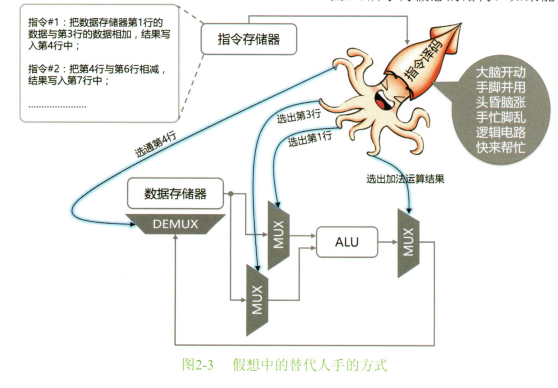 指令#1：把数据存储器第1行的
数据与第3行的数据相加，结果写
入第4行中；
指令#2：把第4行与第6行相减，
结果写入第7行中；
......................
指令存储器
指令译码
大脑开动
手脚并用
头昏脑涨
手忙脚乱
逻辑电路
快来帮忙
选通第4行
选出第3行
选出第1行
选出加法运算结果
数据存储器
DEMUX
MUX
ALU
MUX
MUX
图2-3 假想中的替代人手的方式